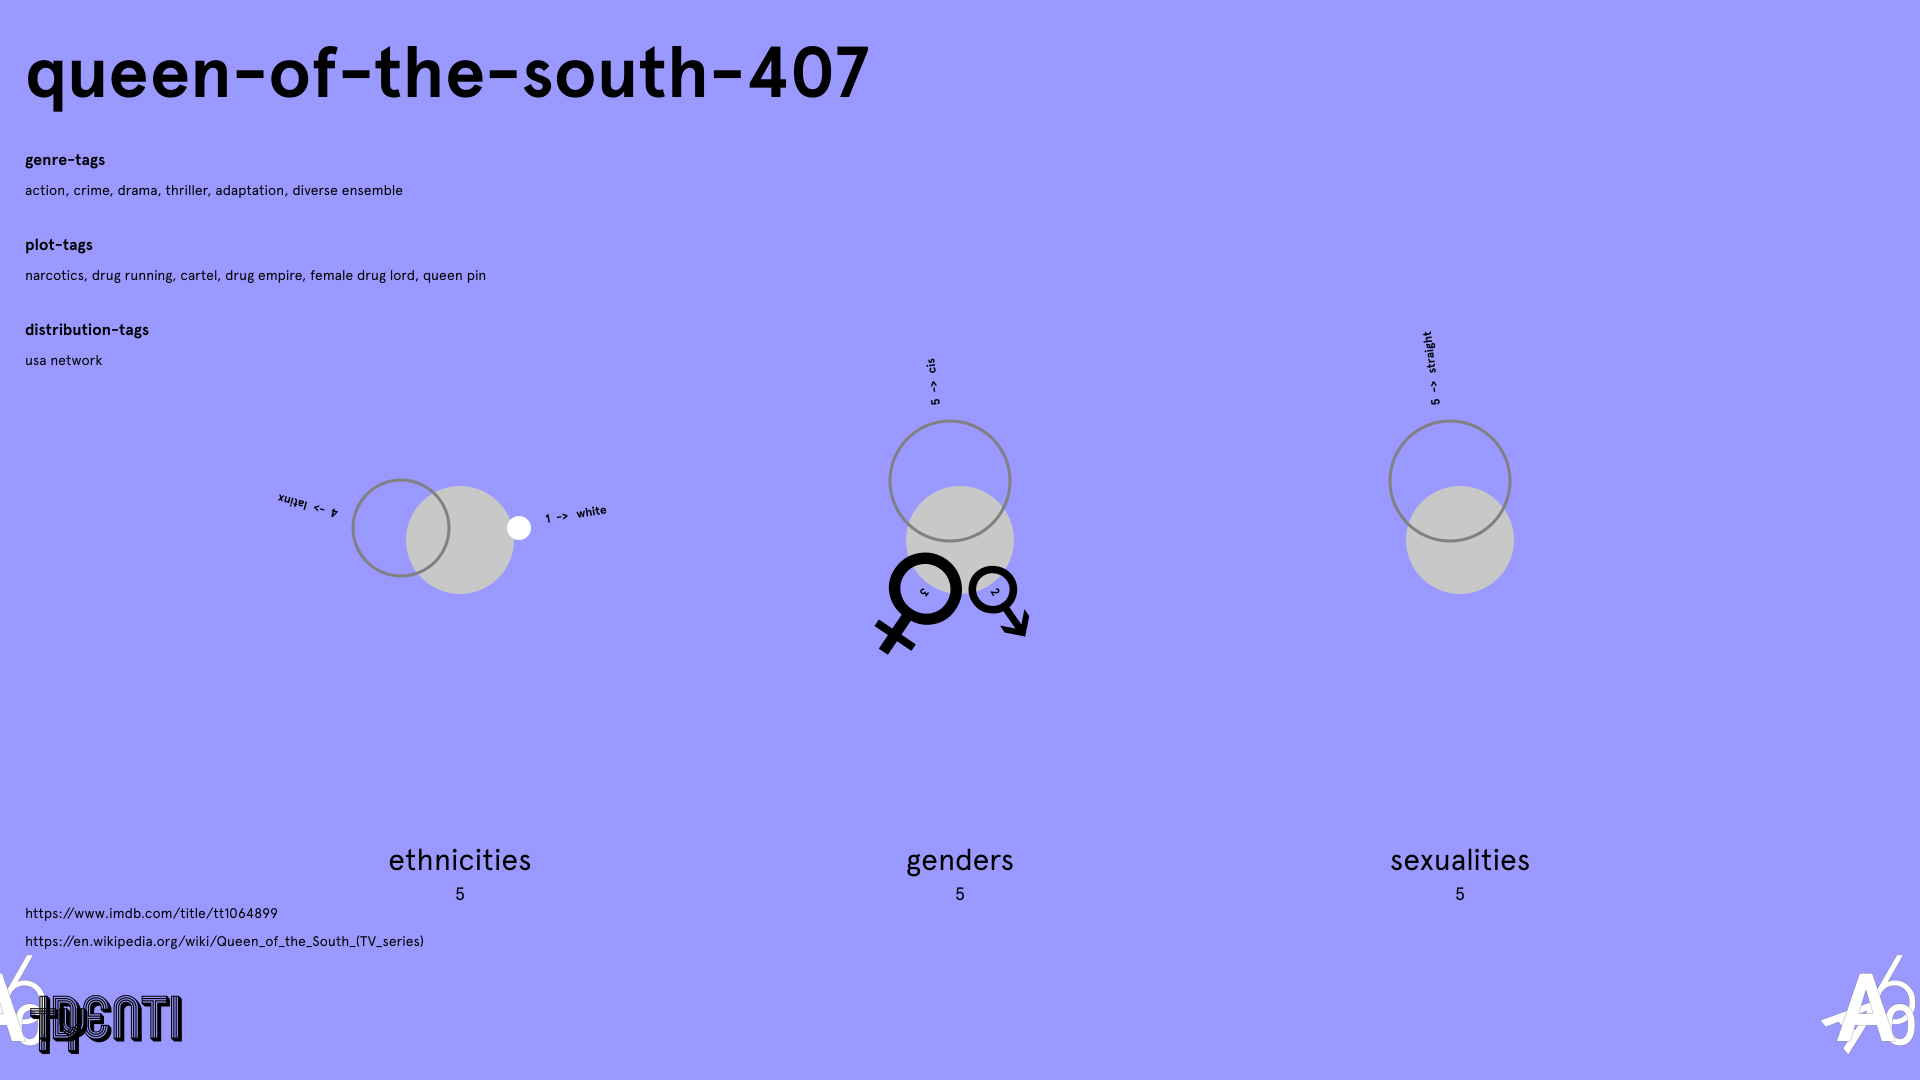 queen-of-the-south-407
genre-tags
action, crime, drama, thriller, adaptation, diverse ensemble
plot-tags
narcotics, drug running, cartel, drug empire, female drug lord, queen pin
distribution-tags
usa network
4 -> latinx
1 -> white
5 -> cis
3
2
5 -> straight
ethnicities
5
genders
5
sexualities
5
https://www.imdb.com/title/tt1064899
https://en.wikipedia.org/wiki/Queen_of_the_South_(TV_series)
IDENTI